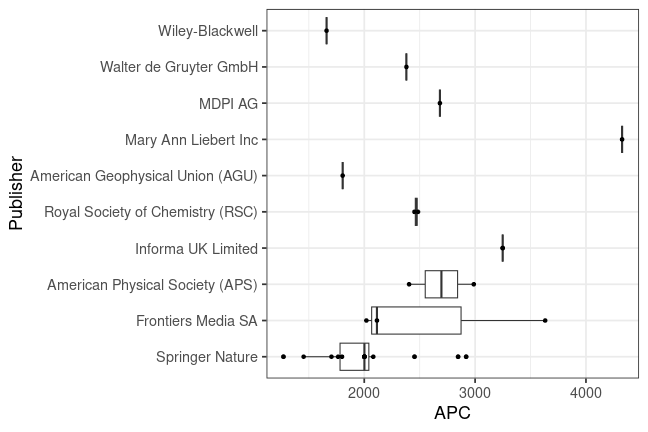 Publisher
Wiley-Blackwell
Walter de Gruyter GmbH
MDPI AG
Mary Ann Liebert Inc
American Geophysical Union (AGU)
Royal Society of Chemistry (RSC)
Informa UK Limited
American Physical Society (APS)
Frontiers Media SA
Springer Nature
2000 3000 4000
APC